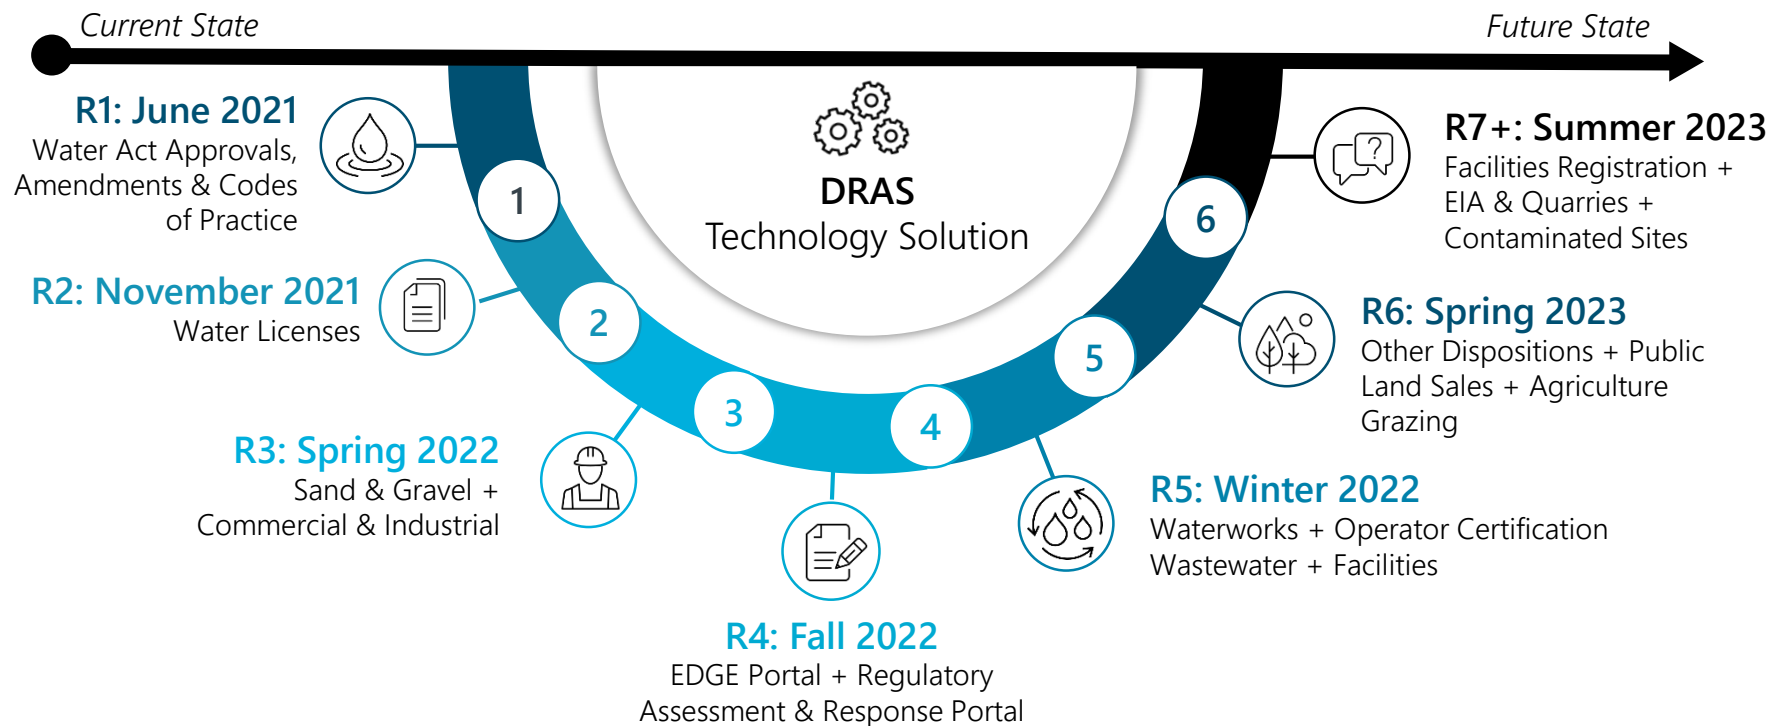 Current State
Future State
R1: June 2021
Water Act Approvals,
Amendments & Codes
of Practice
1
R2: November 2021
Water Licenses
2
R3: Spring 2022
Sand & Gravel +
Commercial & Industrial
3
R4: Fall 2022
EDGE Portal + Regulatory
Assessment & Response Portal
4
R5: Winter 2022
Waterworks + Operator Certification
Wastewater + Facilities
5
R6: Spring 2023
Other Dispositions + Public
Land Sales + Agriculture
Grazing
6
R7+: Summer 2023
Facilities Registration +
EIA & Quarries +
Contaminated Sites
?
DRAS
Technology Solution